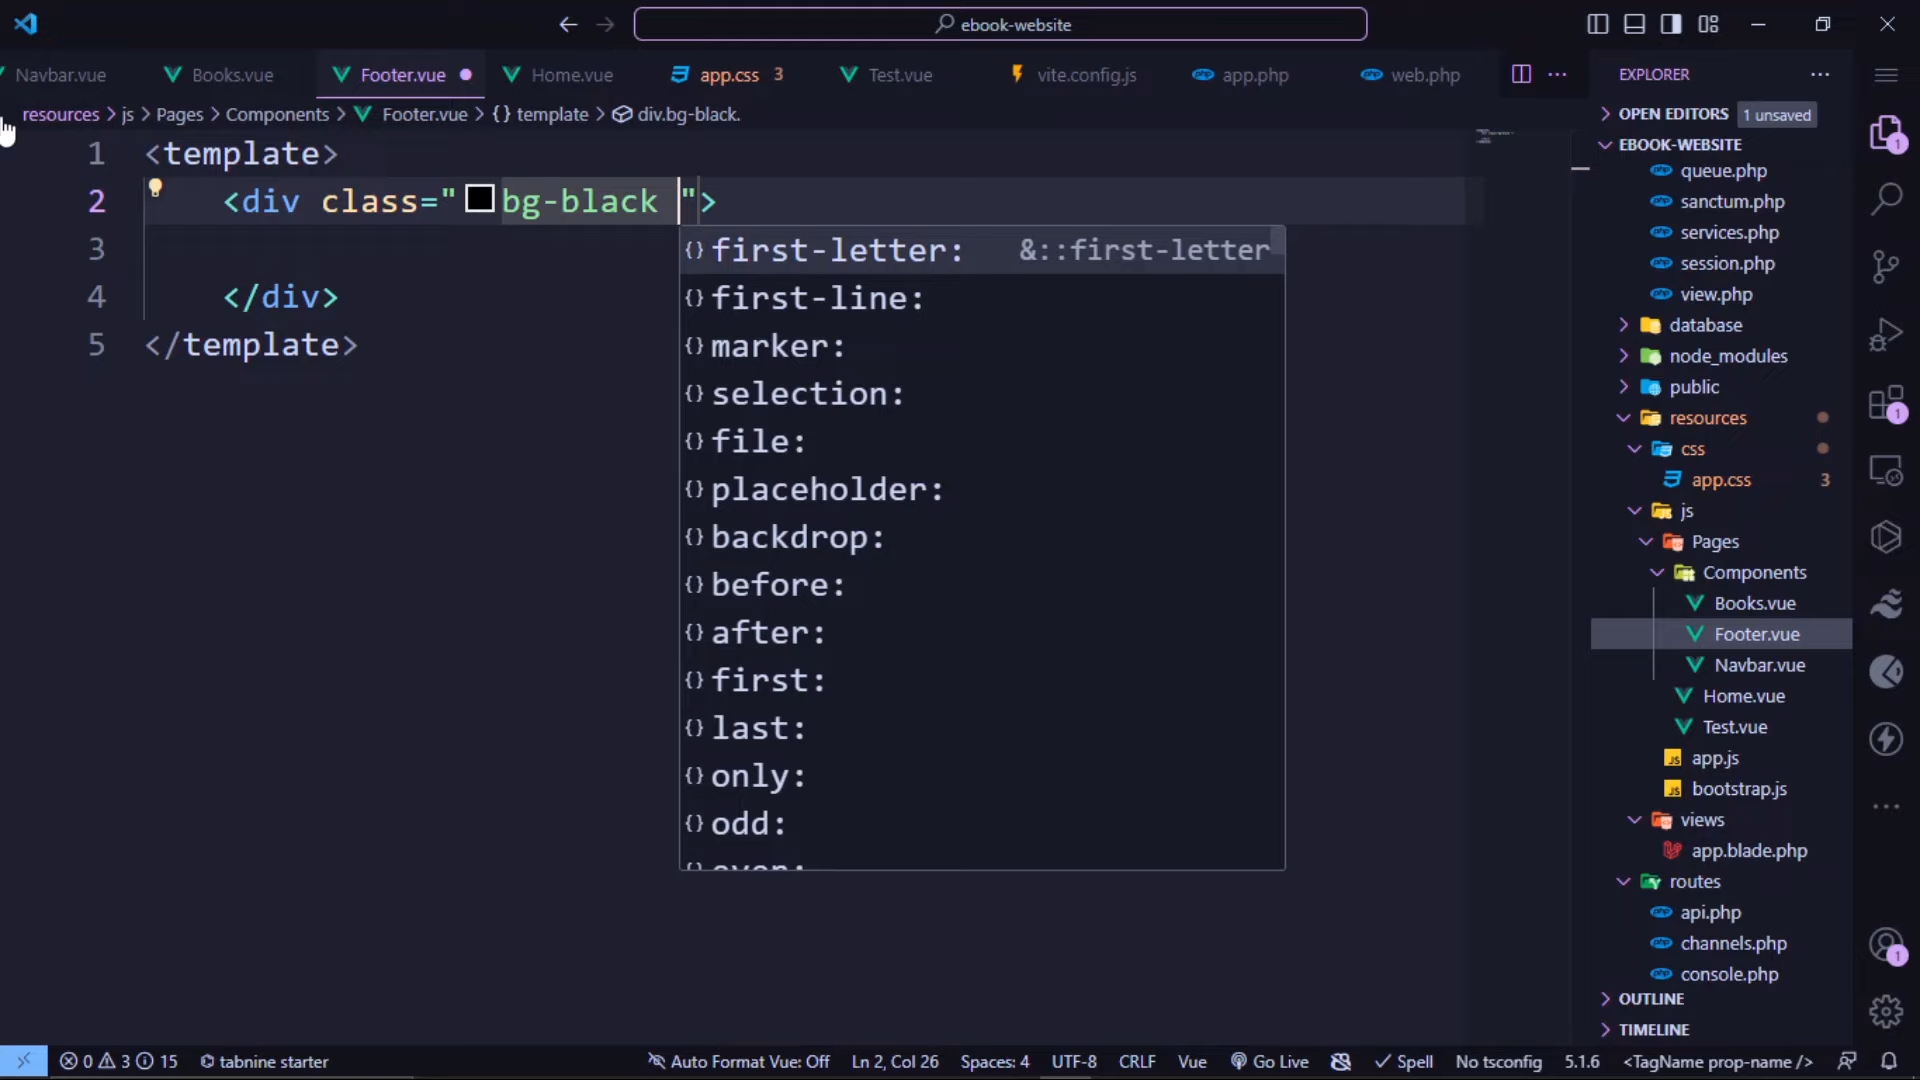 ebook-website
Navbar.vue
Books.vue
Footer.vue
Home.vue
app.css 3
Test.vue
vite.config.js
app.php
web.php
EXPLORER
resources > js > Pages > Components > Footer.vue > {} template > div.bg-black.
OPEN EDITORS 1 unsaved
EBOOK-WEBSITE
1 <template>
2 <div class="bg-black ">
3
4 </div>
5 </template>
first-letter: &::first-letter
first-line:
marker:
selection:
file:
placeholder:
backdrop:
before:
after:
first:
last:
only:
odd:
even:
queue.php
sanctum.php
services.php
session.php
view.php
database
node_modules
public
resources
css
app.css 3
js
Pages
Components
Books.vue
Footer.vue
Navbar.vue
Home.vue
Test.vue
app.js
bootstrap.js
views
app.blade.php
routes
api.php
channels.php
console.php
OUTLINE
TIMELINE
1
1
1
0 3 15 tabnine starter Auto Format Vue: Off Ln 2, Col 26 Spaces: 4 UTF-8 CRLF Vue Go Live Spell No tsconfig 5.1.6 <TagName prop-name />